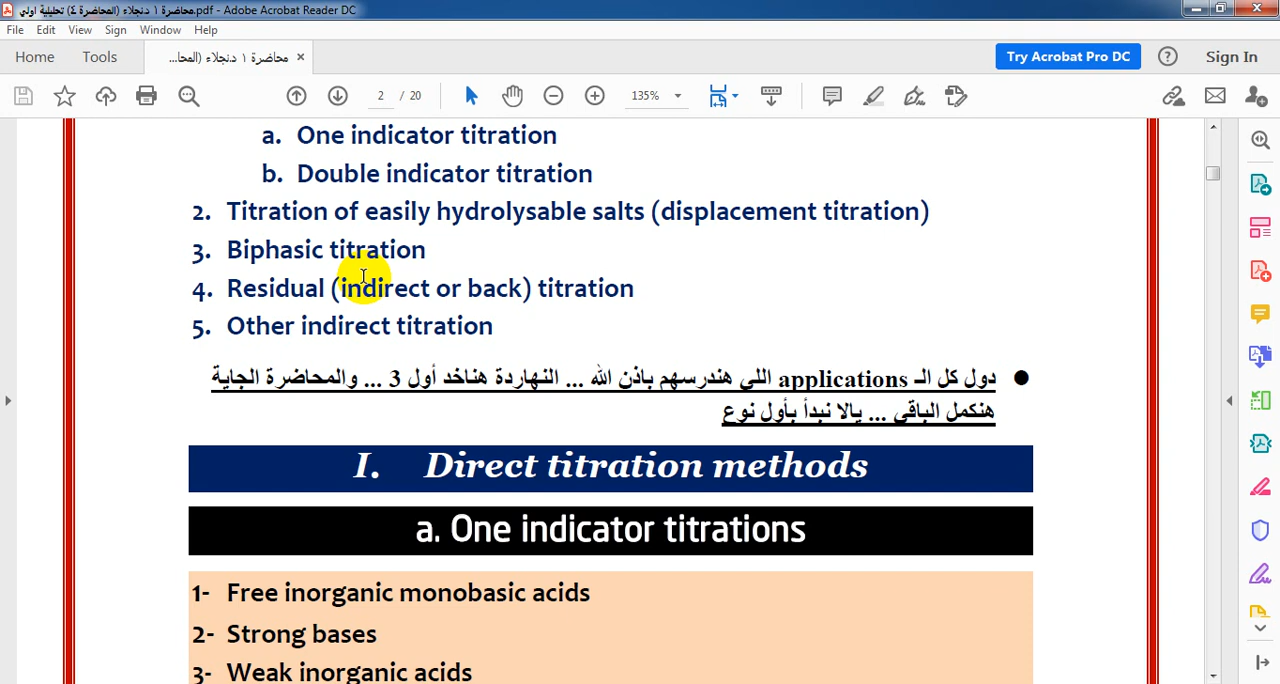 محاضرة ١ د.نجلاء (المحاضرة ٤) تحليلية اولي.pdf - Adobe Acrobat Reader DC
File Edit View Sign Window Help
Home Tools محاضرة ١ د.نجلاء (المحا... × Try Acrobat Pro DC ? Sign In
2 / 20 135%
a. One indicator titration
b. Double indicator titration
2. Titration of easily hydrolysable salts (displacement titration)
3. Biphasic titration
4. Residual (indirect or back) titration
5. Other indirect titration
● دول كل الـ applications اللي هندرسهم باذن الله ... النهاردة هناخد أول 3 ... والمحاضرة الجاية
هنكمل الباقي ... يالا نبدأ بأول نوع
I. Direct titration methods
a. One indicator titrations
1- Free inorganic monobasic acids
2- Strong bases
3- Weak inorganic acids